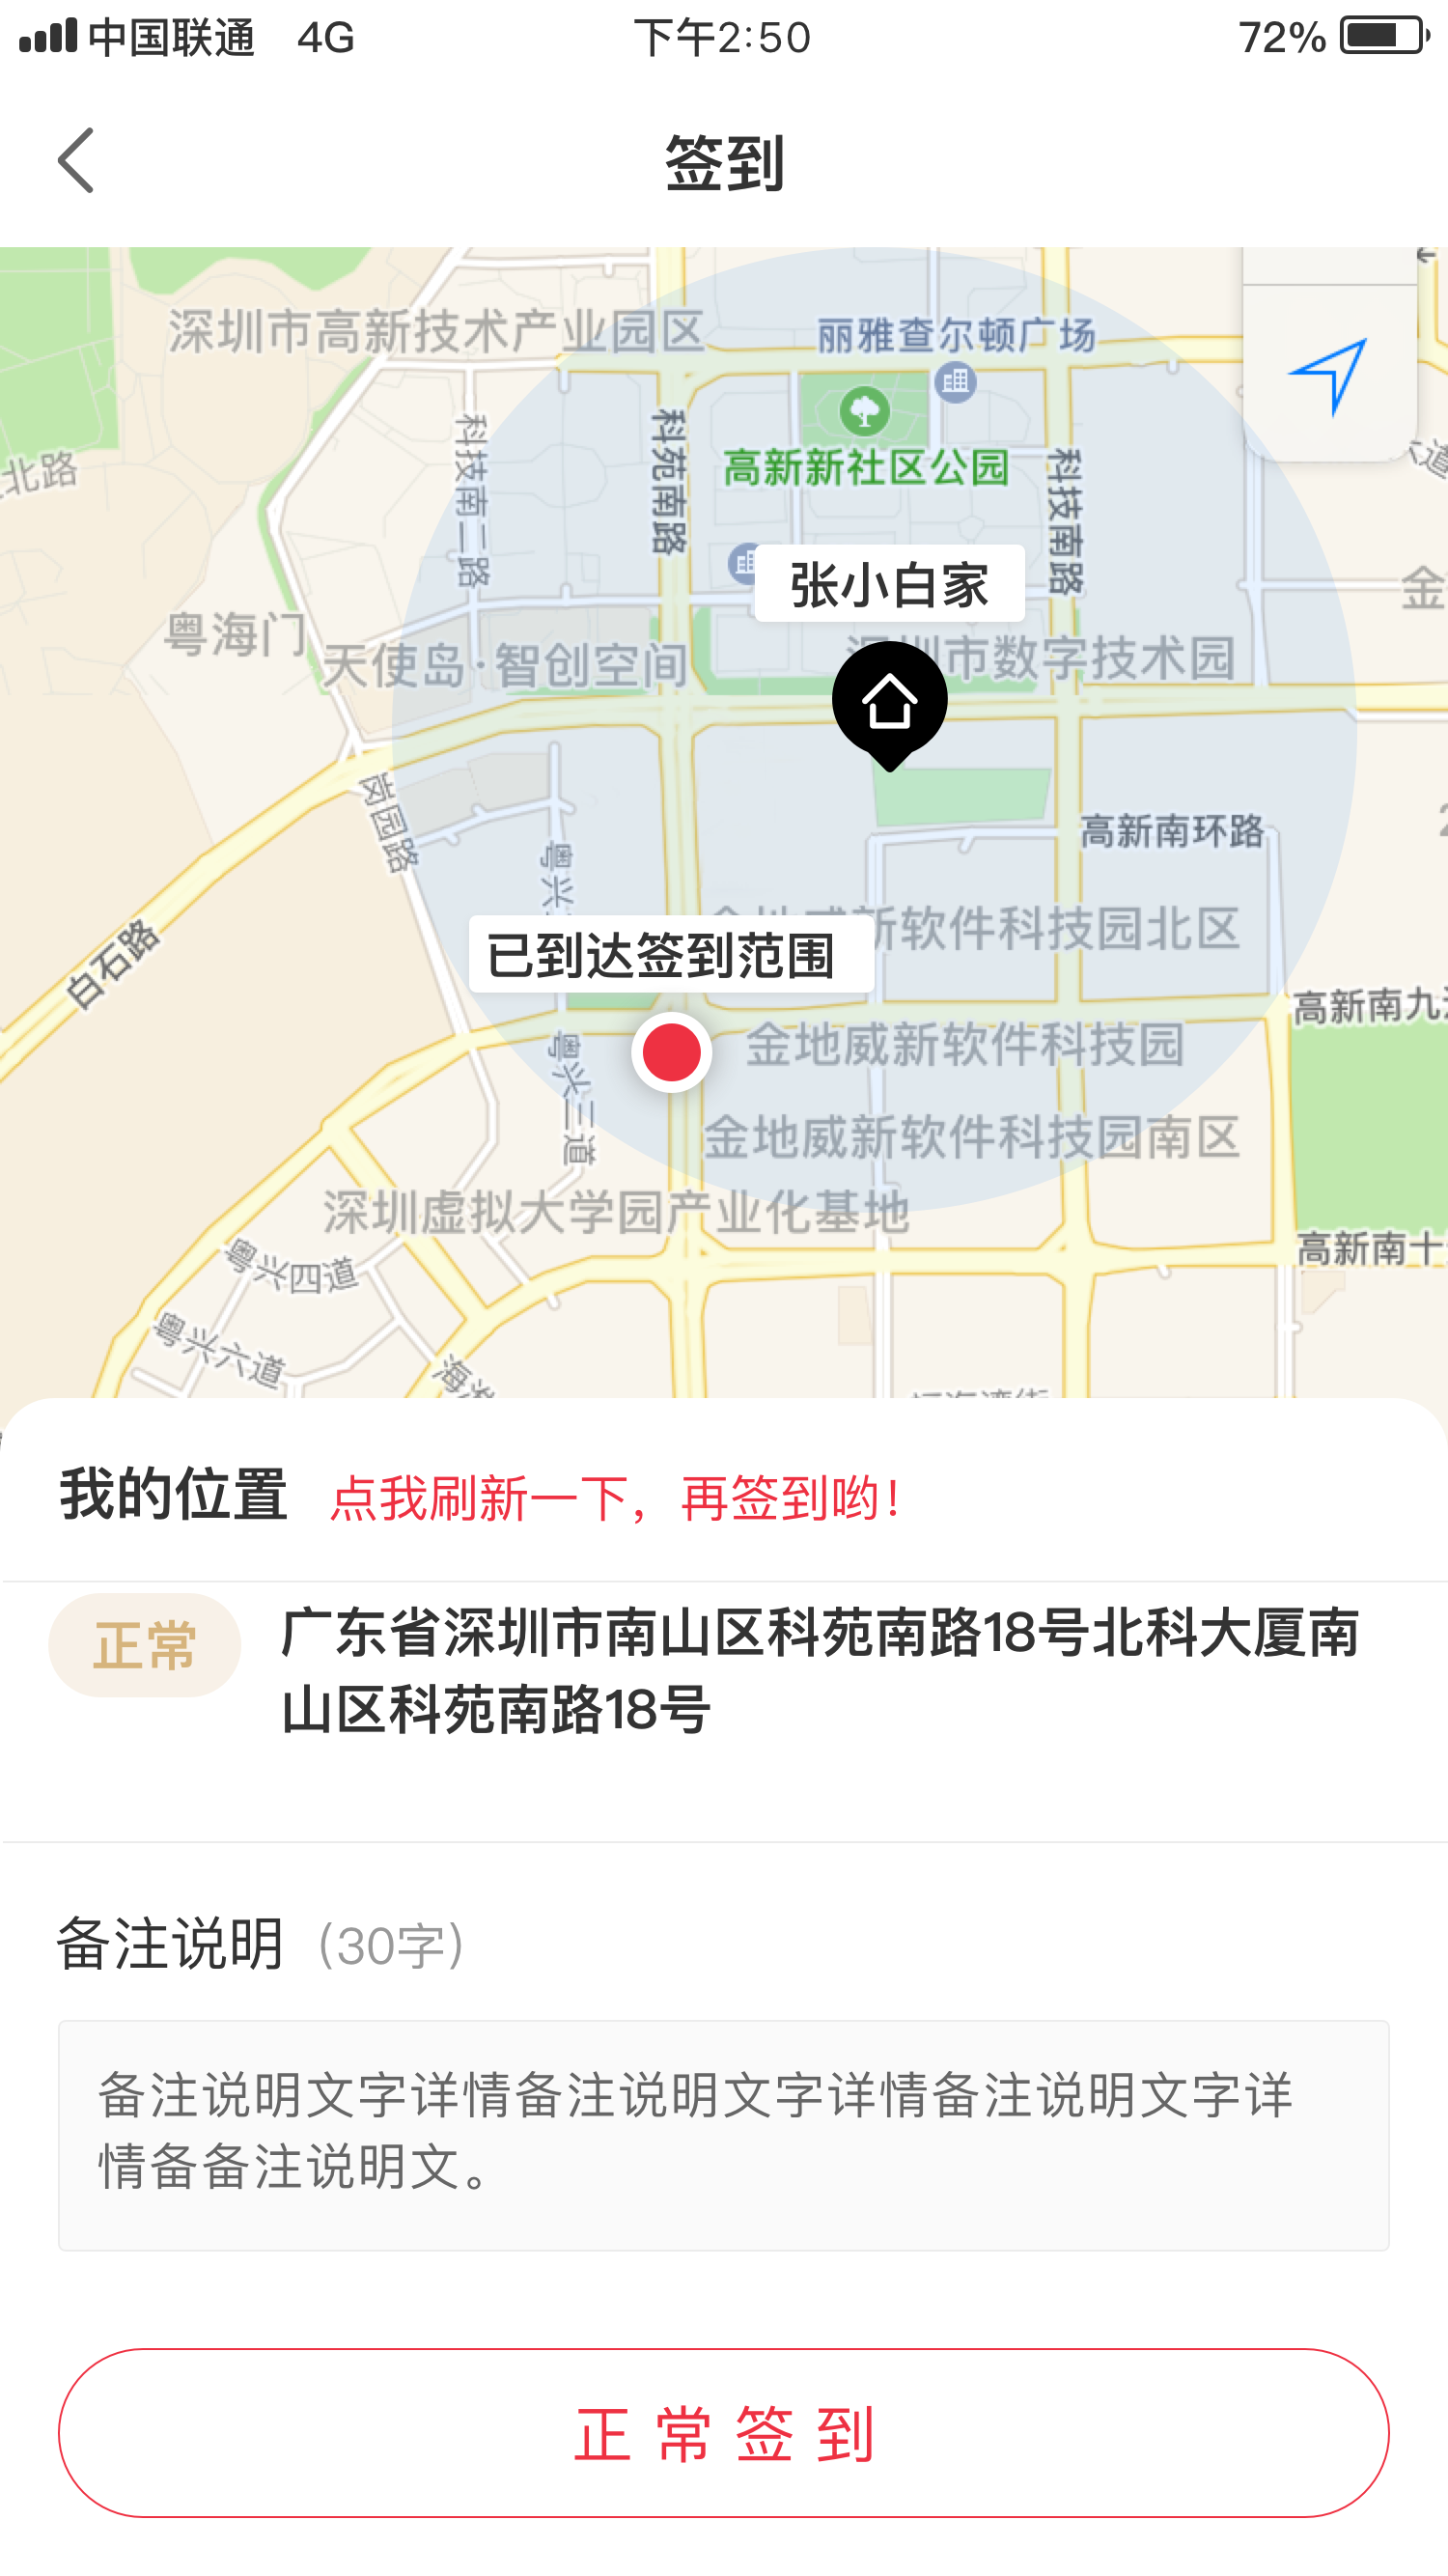 中国联通 4G 下午2:50 72%
签到
深圳市高新技术产业园区
丽雅查尔顿广场
高新新社区公园
科技南二路
科苑南路
科技南路
北路
张小白家
粤海门
天使岛·智创空间
深圳市数字技术园
岗园路
高新南环路
粤兴
白石路
金地威新软件科技园北区
已到达签到范围
高新南九
金地威新软件科技园
粤兴三道
金地威新软件科技园南区
深圳虚拟大学园产业化基地
粤兴四道
高新南十
粤兴六道
我的位置 点我刷新一下，再签到哟！
正常 广东省深圳市南山区科苑南路18号北科大厦南
山区科苑南路18号
备注说明（30字）
备注说明文字详情备注说明文字详情备注说明文字详
情备备注说明文。
正常签到